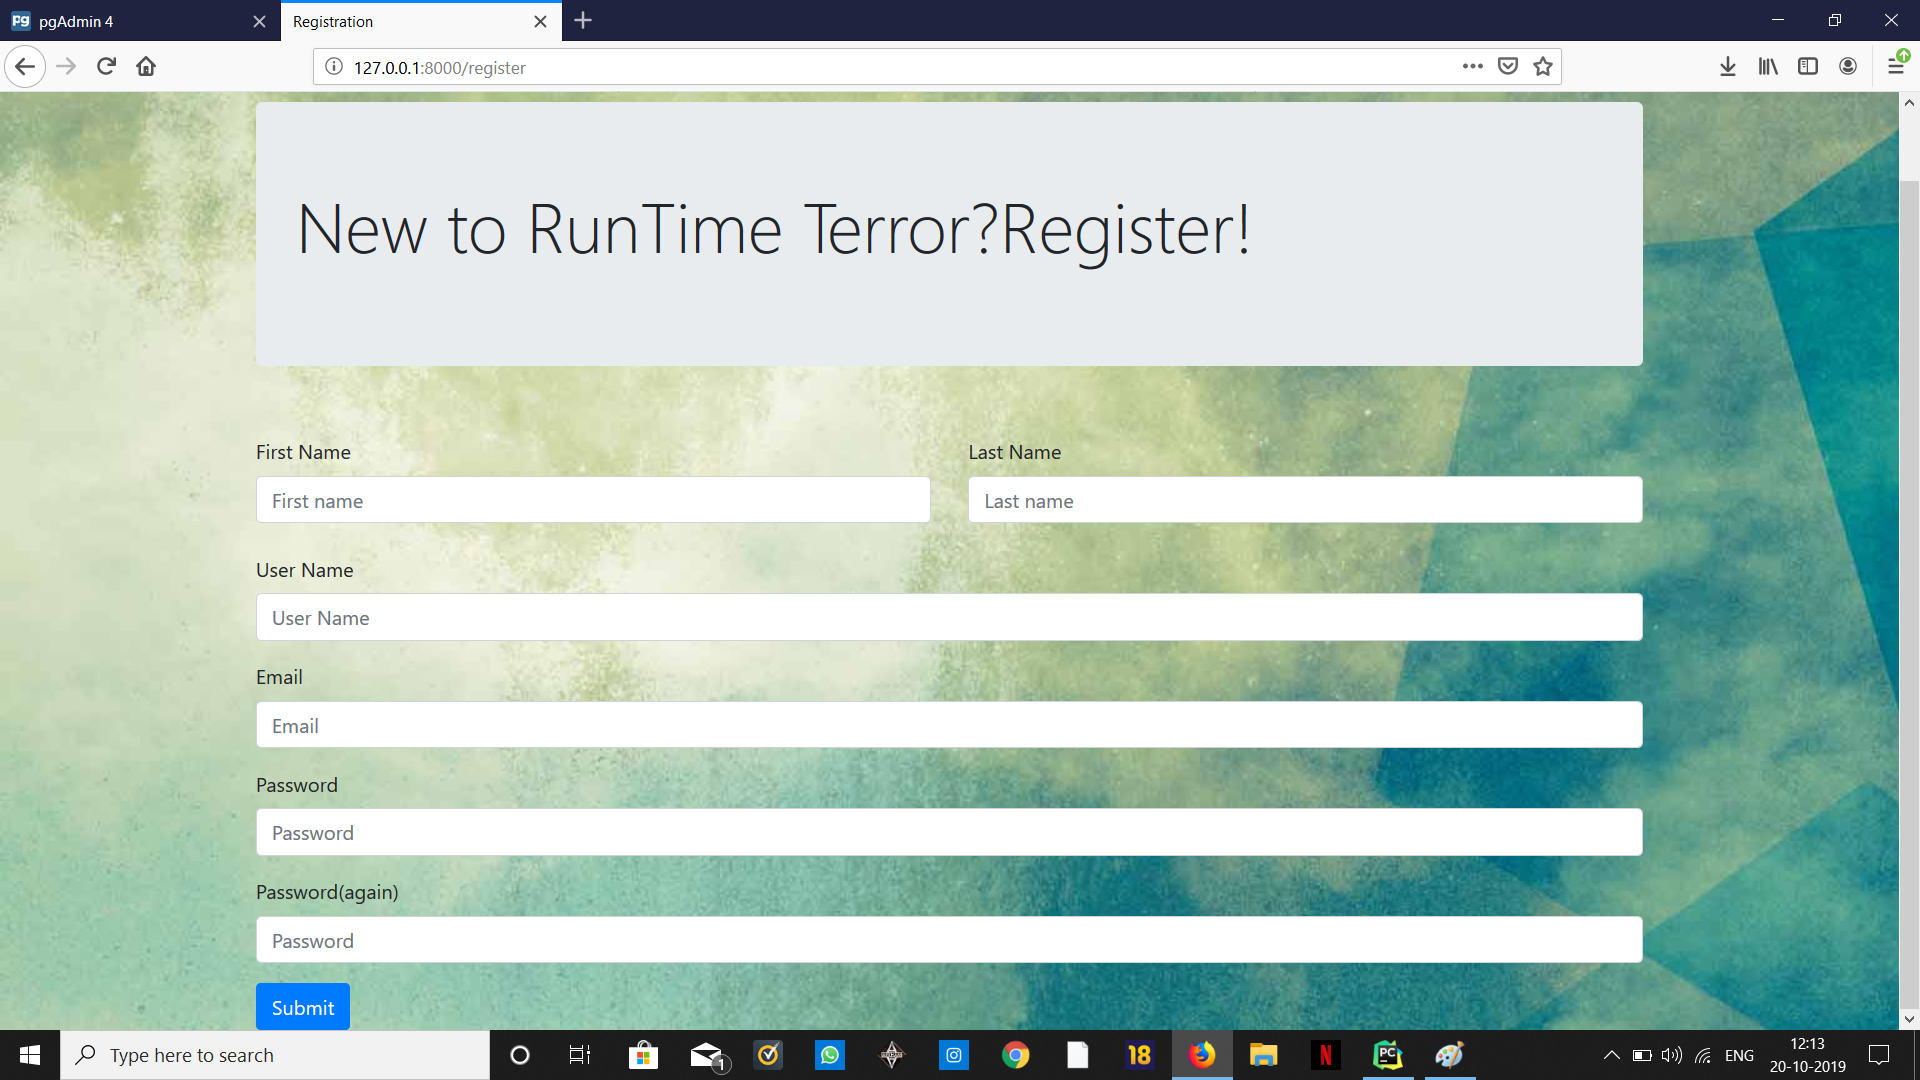 pg pgAdmin 4
Registration
127.0.0.1:8000/register
New to RunTime Terror?Register!
First Name
Last Name
First name
Last name
User Name
User Name
Email
Email
Password
Password
Password(again)
Password
Submit
Type here to search
1
18
N
PC
ENG
12:13
20-10-2019